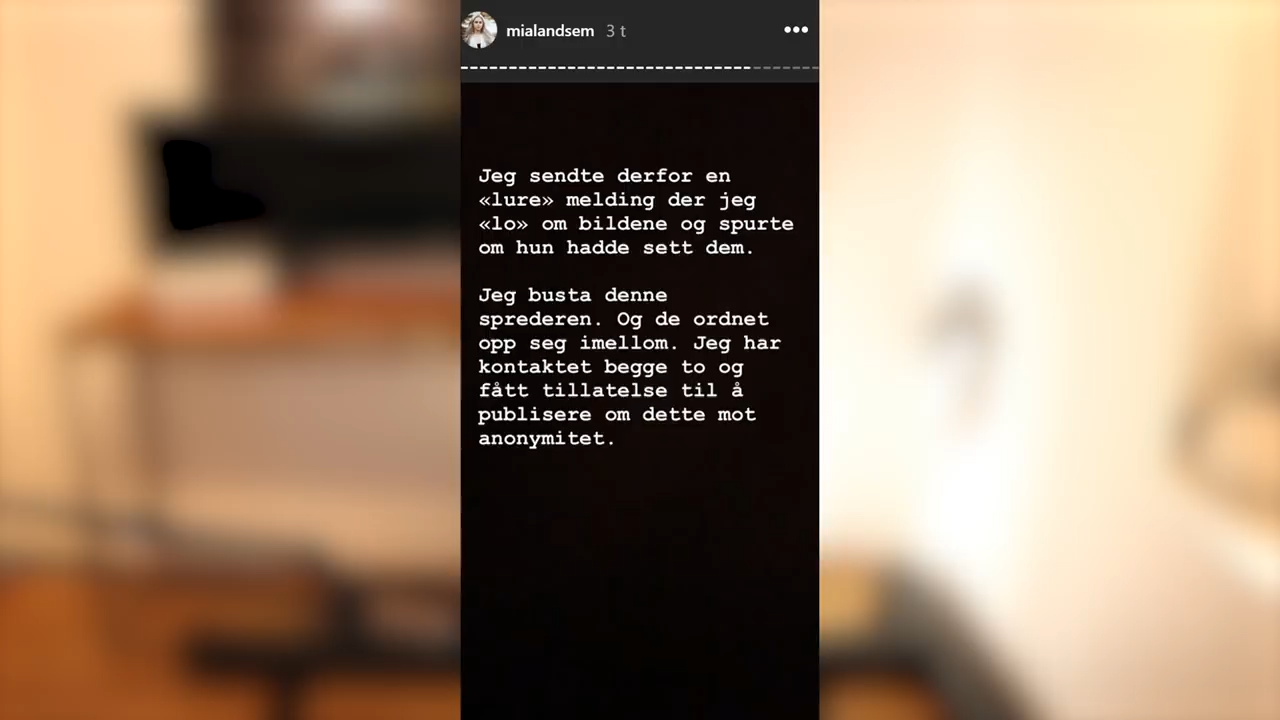 mialandsem 3 t
Jeg sendte derfor en
«lure» melding der jeg
«lo» om bildene og spurte
om hun hadde sett dem.
Jeg busta denne
sprederen. Og de ordnet
opp seg imellom. Jeg har
kontaktet begge to og
fått tillatelse til å
publisere om dette mot
anonymitet.